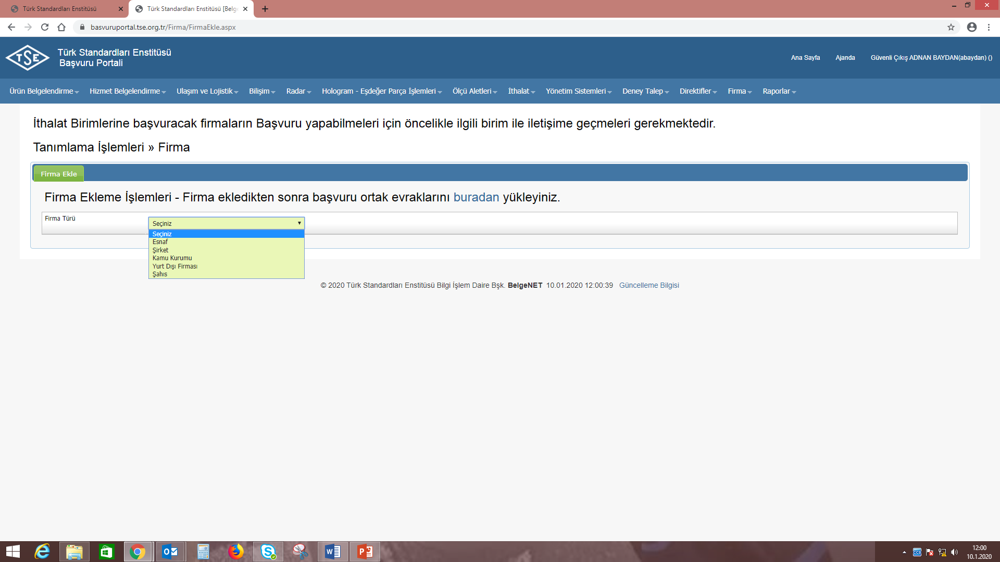 Türk Standardları Enstitüsü
Türk Standardları Enstitüsü [Belge
basvuruportal.tse.org.tr/Firma/FirmaEkle.aspx
TSE
Türk Standardları Enstitüsü
Başvuru Portali
Ana Sayfa
Ajanda
Güvenli Çıkış ADNAN BAYDAN(abaydan) ()
Ürün Belgelendirme
Hizmet Belgelendirme
Ulaşım ve Lojistik
Bilişim
Radar
Hologram - Eşdeğer Parça İşlemleri
Ölçü Aletleri
İthalat
Yönetim Sistemleri
Deney Talep
Direktifler
Firma
Raporlar
İthalat Birimlerine başvuracak firmaların Başvuru yapabilmeleri için öncelikle ilgili birim ile iletişime geçmeleri gerekmektedir.
Tanımlama İşlemleri » Firma
Firma Ekle
Firma Ekleme İşlemleri - Firma ekledikten sonra başvuru ortak evraklarını buradan yükleyiniz.
Firma Türü
Seçiniz
Seçiniz
Esnaf
Şirket
Kamu Kurumu
Yurt Dışı Firması
Şahıs
© 2020 Türk Standardları Enstitüsü Bilgi İşlem Daire Bşk. BelgeNET 10.01.2020 12:00:39 Güncelleme Bilgisi
12:00
10.1.2020